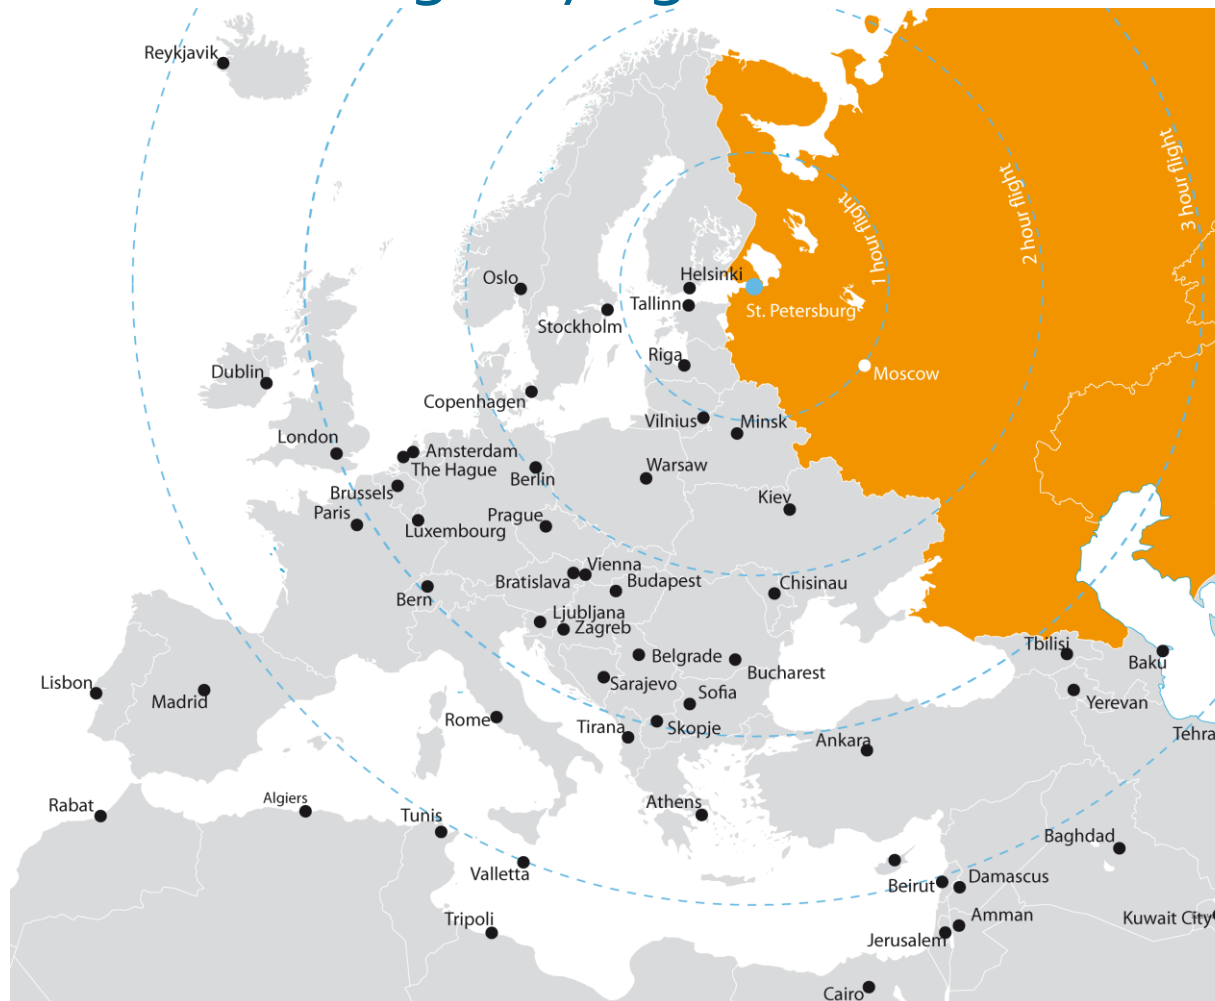 Reykjavik
1 hour flight
2 hour flight
3 hour flight
Oslo
Helsinki
Tallinn
St. Petersburg
Stockholm
Riga
Dublin
Moscow
Copenhagen
Vilnius
Minsk
London
Amsterdam
The Hague
Berlin
Warsaw
Brussels
Kiev
Paris
Luxembourg
Prague
Vienna
Bratislava
Budapest
Chisinau
Bern
Ljubljana
Zagreb
Tbilisi
Belgrade
Baku
Bucharest
Lisbon
Madrid
Sarajevo
Sofia
Yerevan
Rome
Tirana
Skopje
Ankara
Tehra
Algiers
Rabat
Tunis
Athens
Baghdad
Valletta
Beirut
Damascus
Tripoli
Amman
Kuwait City
Jerusalem
Cairo